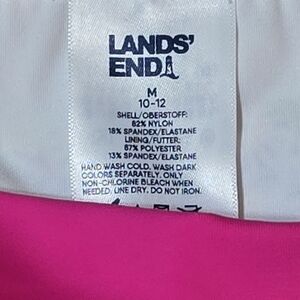 LANDS'
END
M
10-12
SHELL/OBERSTOFF:
82% NYLON
18% SPANDEX/ELASTANE
LINING/FUTTER:
87% POLYESTER
13% SPANDEX/ELASTANE
HAND WASH COLD. WASH DARK
COLORS SEPARATELY. ONLY
NON-CHLORINE BLEACH WHEN
NEEDED. LINE DRY. DO NOT IRON.